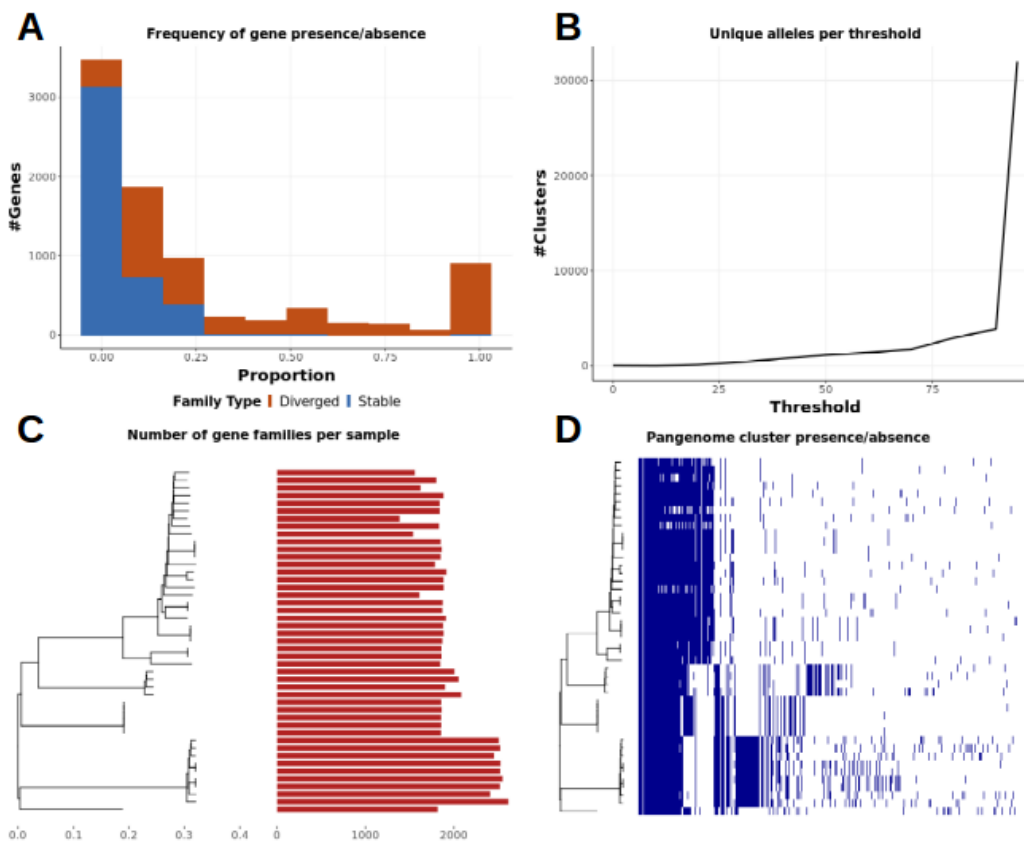 A
Frequency of gene presence/absence
#Genes
3000
2000
1000
0
0.00 0.25 0.50 0.75 1.00
Proportion
Family Type Diverged Stable
B
Unique alleles per threshold
#Clusters
30000
20000
10000
0
0 25 50 75
Threshold
C
Number of gene families per sample
0.0 0.1 0.2 0.3 0.4 0 1000 2000
D
Pangenome cluster presence/absence